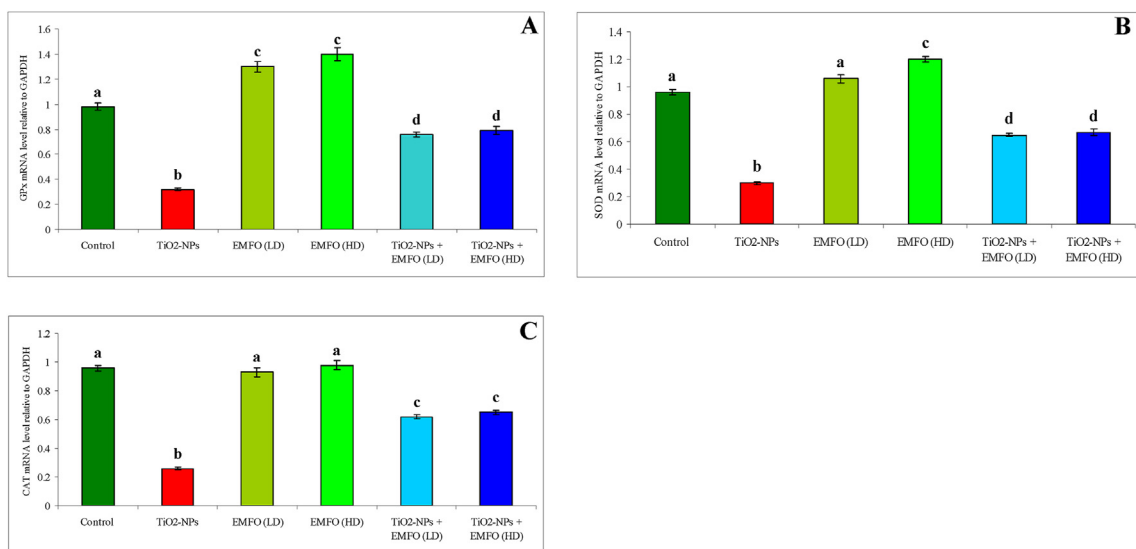 A
GPx mRNA level relative to GAPDH
1.6
1.4
1.2
1
0.8
0.6
0.4
0.2
0
a
b
c
c
d
d
Control
TiO2-NPs
EMFO (LD)
EMFO (HD)
TiO2-NPs +
EMFO (LD)
TiO2-NPs +
EMFO (HD)
B
SOD mRNA level relative to GAPDH
1.4
1.2
1
0.8
0.6
0.4
0.2
0
a
b
a
c
d
d
Control
TiO2-NPs
EMFO (LD)
EMFO (HD)
TiO2-NPs +
EMFO (LD)
TiO2-NPs +
EMFO (HD)
C
CAT mRNA level relative to GAPDH
1.2
1
0.8
0.6
0.4
0.2
0
a
b
a
a
c
c
Control
TiO2-NPs
EMFO (LD)
EMFO (HD)
TiO2-NPs +
EMFO (LD)
TiO2-NPs +
EMFO (HD)